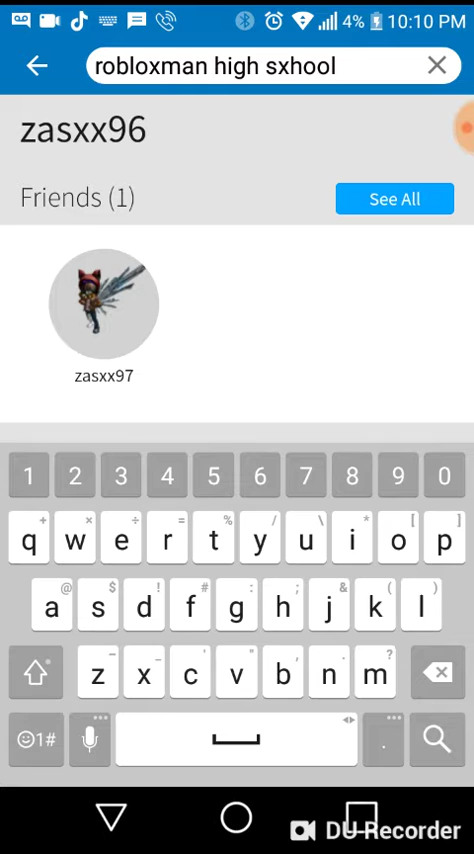 4% 10:10 PM
robloxman high sxhool
zasxx96
Friends (1) See All
zasxx97
1 2 3 4 5 6 7 8 9 0
+ × ÷ = % / \ * [ ]
q w e r t y u i o p
@ $ ! # : ; & ( )
a s d f g h j k l
- _ ' " , . ?
z x c v b n m
1# .
DU Recorder